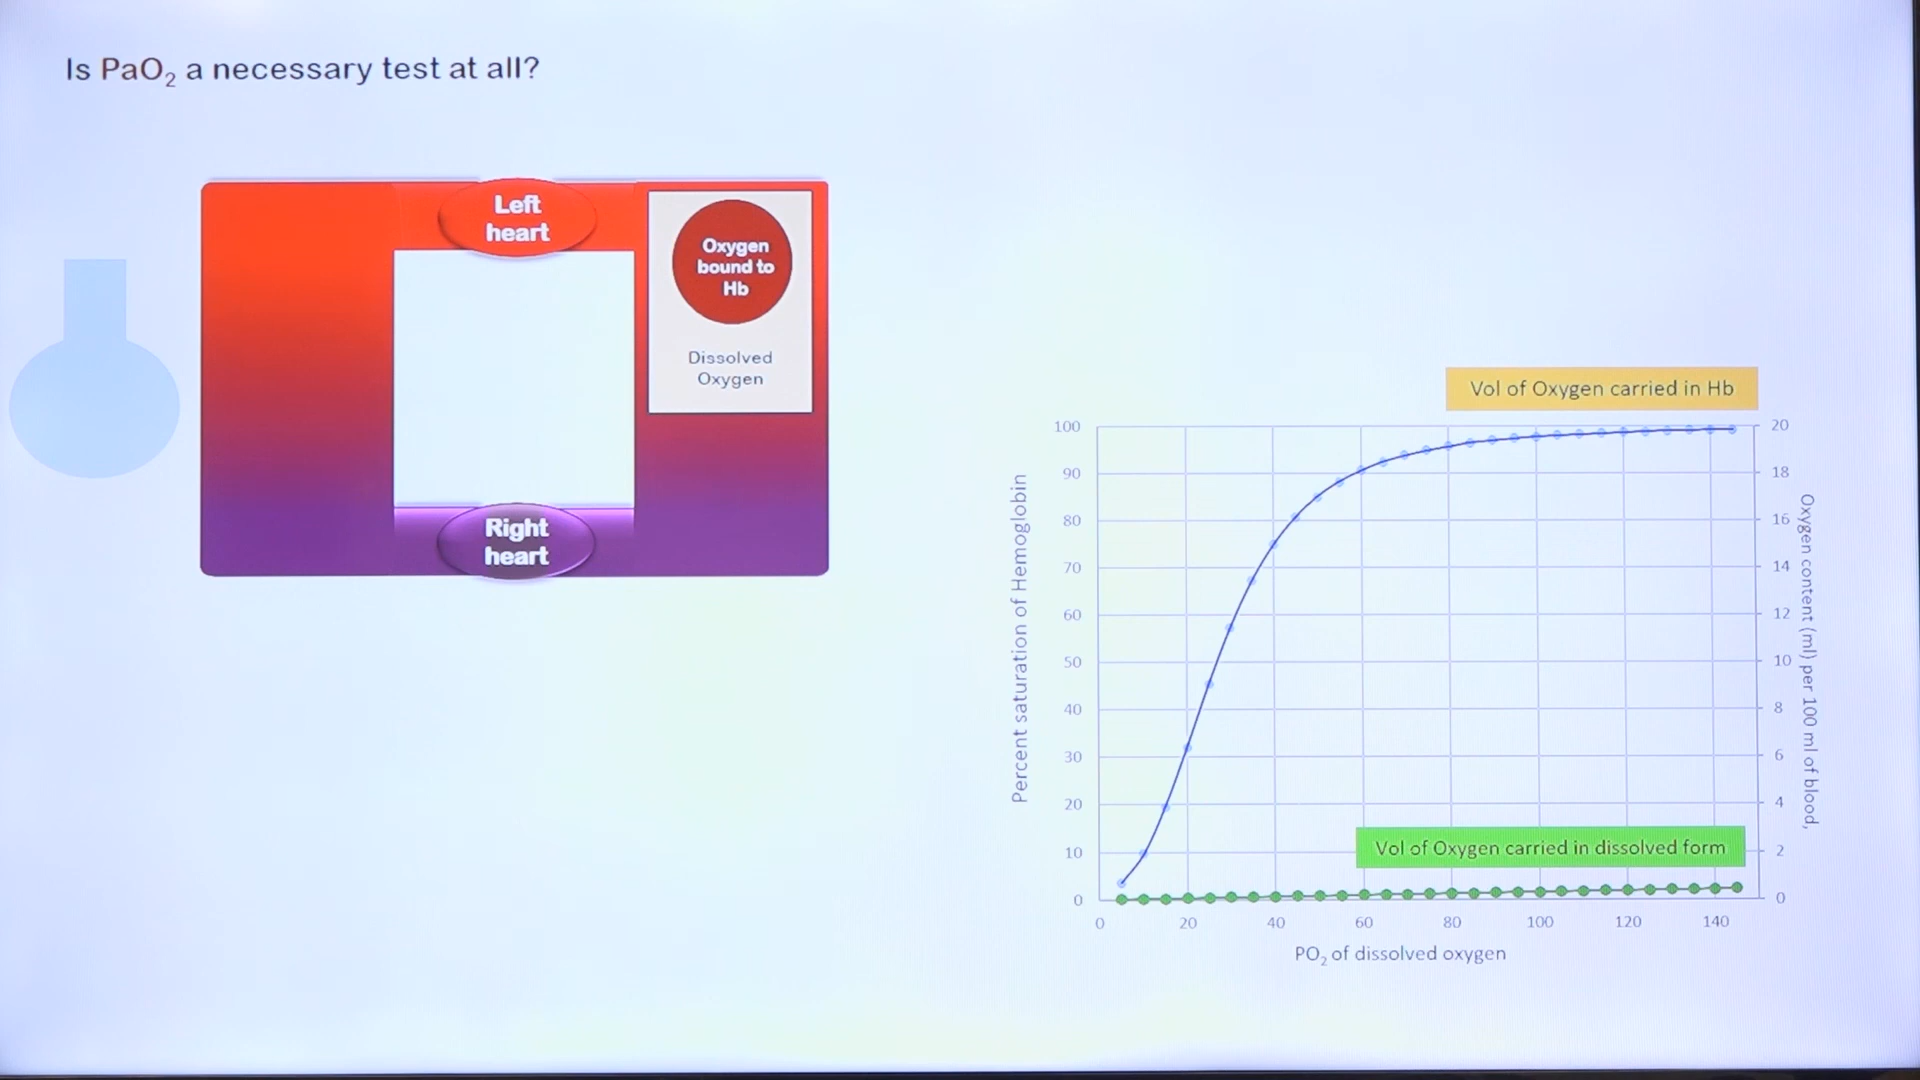 Is PaO₂ a necessary test at all?
Left
heart
Oxygen
bound to
Hb
Dissolved
Oxygen
Right
heart
Vol of Oxygen carried in Hb
Percent saturation of Hemoglobin
100
90
80
70
60
50
40
30
20
10
0
20
18
16
14
12
10
8
6
4
2
0
Oxygen content (ml) per 100 ml of blood,
Vol of Oxygen carried in dissolved form
0 20 40 60 80 100 120 140
PO₂ of dissolved oxygen